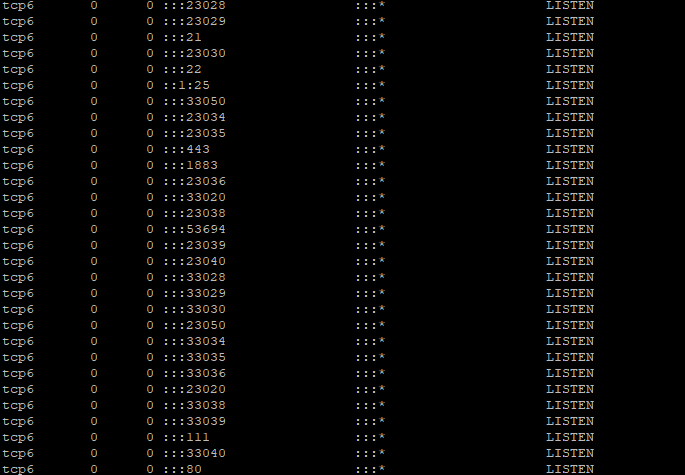 tcp6 0 0 :::23028 :::* LISTEN
tcp6 0 0 :::23029 :::* LISTEN
tcp6 0 0 :::21 :::* LISTEN
tcp6 0 0 :::23030 :::* LISTEN
tcp6 0 0 :::22 :::* LISTEN
tcp6 0 0 ::1:25 :::* LISTEN
tcp6 0 0 :::33050 :::* LISTEN
tcp6 0 0 :::23034 :::* LISTEN
tcp6 0 0 :::23035 :::* LISTEN
tcp6 0 0 :::443 :::* LISTEN
tcp6 0 0 :::1883 :::* LISTEN
tcp6 0 0 :::23036 :::* LISTEN
tcp6 0 0 :::33020 :::* LISTEN
tcp6 0 0 :::23038 :::* LISTEN
tcp6 0 0 :::53694 :::* LISTEN
tcp6 0 0 :::23039 :::* LISTEN
tcp6 0 0 :::23040 :::* LISTEN
tcp6 0 0 :::33028 :::* LISTEN
tcp6 0 0 :::33029 :::* LISTEN
tcp6 0 0 :::33030 :::* LISTEN
tcp6 0 0 :::23050 :::* LISTEN
tcp6 0 0 :::33034 :::* LISTEN
tcp6 0 0 :::33035 :::* LISTEN
tcp6 0 0 :::33036 :::* LISTEN
tcp6 0 0 :::23020 :::* LISTEN
tcp6 0 0 :::33038 :::* LISTEN
tcp6 0 0 :::33039 :::* LISTEN
tcp6 0 0 :::111 :::* LISTEN
tcp6 0 0 :::33040 :::* LISTEN
tcp6 0 0 :::80 :::* LISTEN